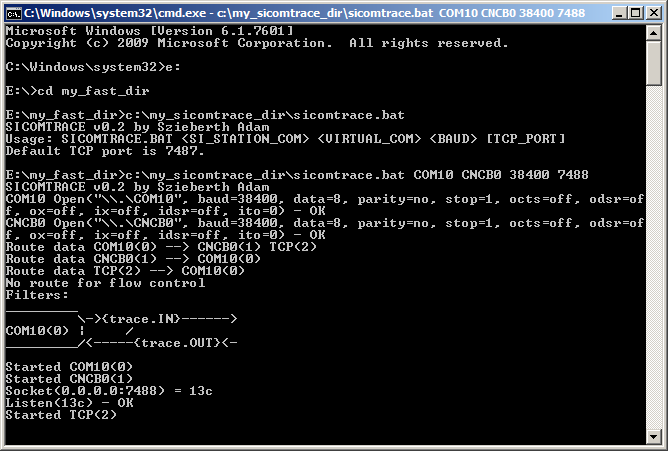 C:\Windows\system32\cmd.exe - c:\my_sicomtrace_dir\sicomtrace.bat COM10 CNCB0 38400 7488
Microsoft Windows [Version 6.1.7601]
Copyright (c) 2009 Microsoft Corporation.  All rights reserved.
C:\Windows\system32>e:
E:\>cd my_fast_dir
E:\my_fast_dir>c:\my_sicomtrace_dir\sicomtrace.bat
SICOMTRACE v0.2 by Szieberth Adam
Usage: SICOMTRACE.BAT <SI_STATION_COM> <VIRTUAL_COM> <BAUD> [TCP_PORT]
Default TCP port is 7487.
E:\my_fast_dir>c:\my_sicomtrace_dir\sicomtrace.bat COM10 CNCB0 38400 7488
SICOMTRACE v0.2 by Szieberth Adam
COM10 Open("\\.\COM10", baud=38400, data=8, parity=no, stop=1, octs=off, odsr=of
f, ox=off, ix=off, idsr=off, ito=0) - OK
CNCB0 Open("\\.\CNCB0", baud=38400, data=8, parity=no, stop=1, octs=off, odsr=of
f, ox=off, ix=off, idsr=off, ito=0) - OK
Route data COM10(0) --> CNCB0(1) TCP(2)
Route data CNCB0(1) --> COM10(0)
Route data TCP(2) --> COM10(0)
No route for flow control
Filters:
__________
          \->{trace.IN}------>
COM10(0) ¦      /
__________/<-----{trace.OUT}<-
Started COM10(0)
Started CNCB0(1)
Socket(0.0.0.0:7488) = 13c
Listen(13c) - OK
Started TCP(2)